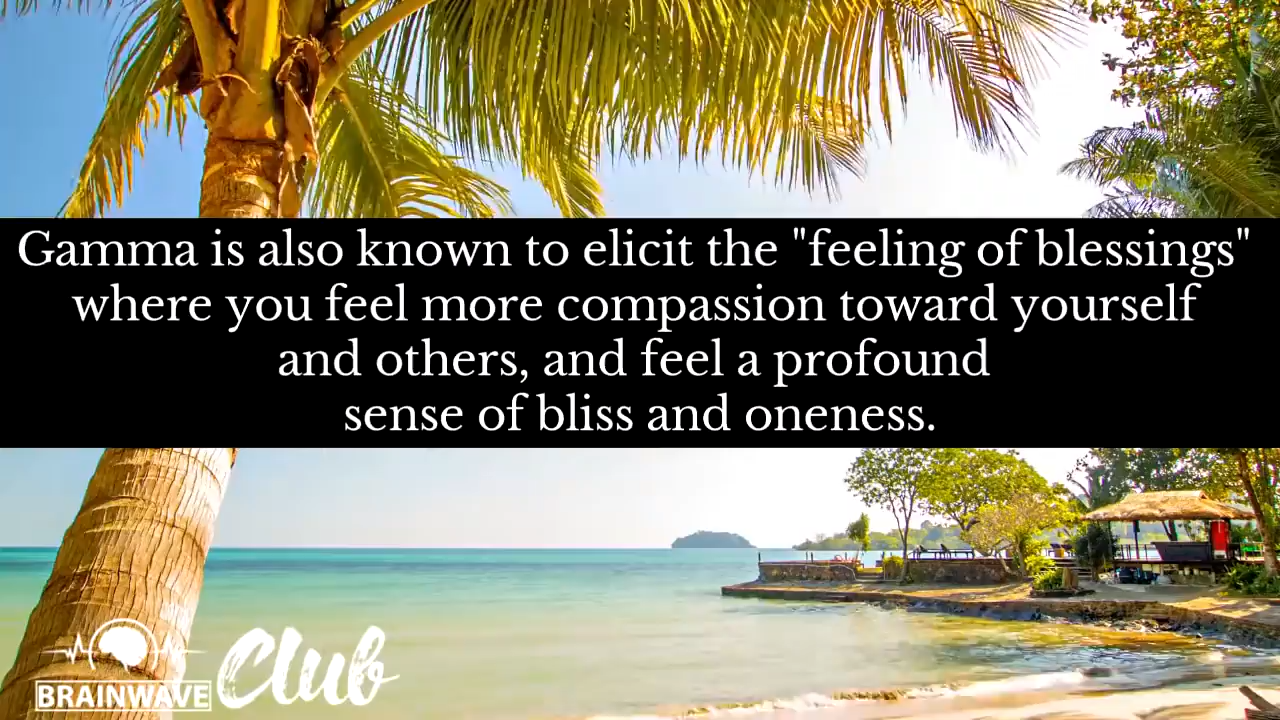 Gamma is also known to elicit the "feeling of blessings"
where you feel more compassion toward yourself
and others, and feel a profound
sense of bliss and oneness.
BRAINWAVE Club